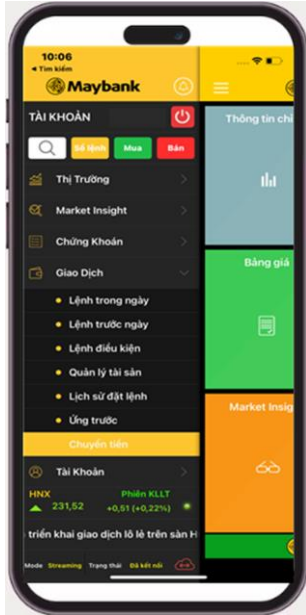 10:06
Tìm kiếm
Maybank
TÀI KHOẢN
Sổ lệnh
Mua
Bán
Thị Trường
Market Insight
Chứng Khoán
Giao Dịch
Lệnh trong ngày
Lệnh trước ngày
Lệnh điều kiện
Quản lý tài sản
Lịch sử đặt lệnh
Ứng trước
Chuyển tiền
Tài Khoản
HNX
Phiên KLLT
231,52
+0,51 (+0,22%)
triển khai giao dịch lô lẻ trên sàn H
Mode Streaming Trạng thái Đã kết nối
Thông tin chỉ
Bảng giá
Market Insig